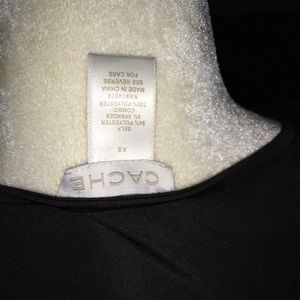 CACHE
XS
SELF:
94% POLYESTER
6% SPANDEX
COMBO:
100% POLYESTER
MADE IN CHINA
SEE REVERSE
FOR CARE